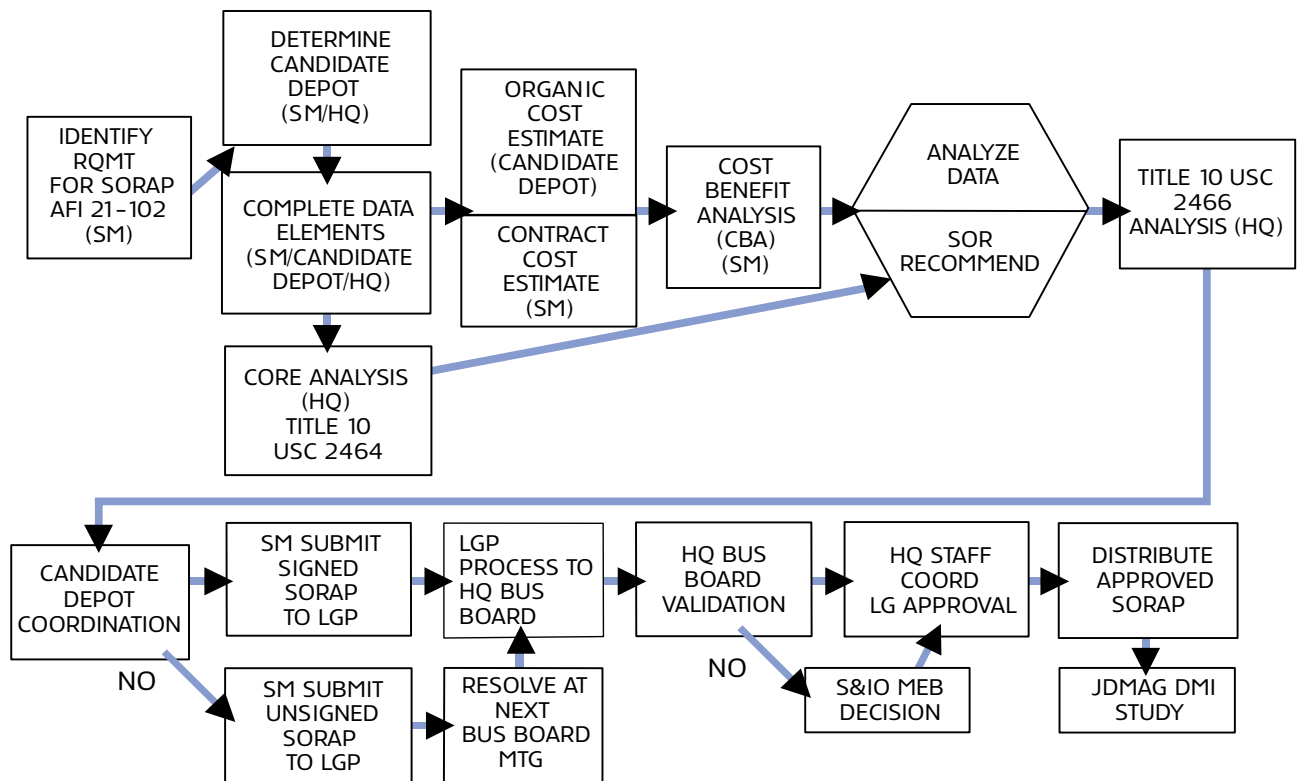 DETERMINE
CANDIDATE
DEPOT
(SM/HQ)
IDENTIFY
RQMT
FOR SORAP
AFI 21-102
(SM)
COMPLETE DATA
ELEMENTS
(SM/CANDIDATE
DEPOT/HQ)
ORGANIC
COST
ESTIMATE
(CANDIDATE
DEPOT)
CONTRACT
COST
ESTIMATE
(SM)
COST
BENEFIT
ANALYSIS
(CBA)
(SM)
ANALYZE
DATA
SOR
RECOMMEND
TITLE 10 USC
2466
ANALYSIS (HQ)
CORE ANALYSIS
(HQ)
TITLE 10
USC 2464
CANDIDATE
DEPOT
COORDINATION
SM SUBMIT
SIGNED
SORAP
TO LGP
LGP
PROCESS TO
HQ BUS
BOARD
HQ BUS
BOARD
VALIDATION
HQ STAFF
COORD
LG APPROVAL
DISTRIBUTE
APPROVED
SORAP
NO
SM SUBMIT
UNSIGNED
SORAP
TO LGP
RESOLVE AT
NEXT
BUS BOARD
MTG
NO
S&IO MEB
DECISION
JDMAG DMI
STUDY